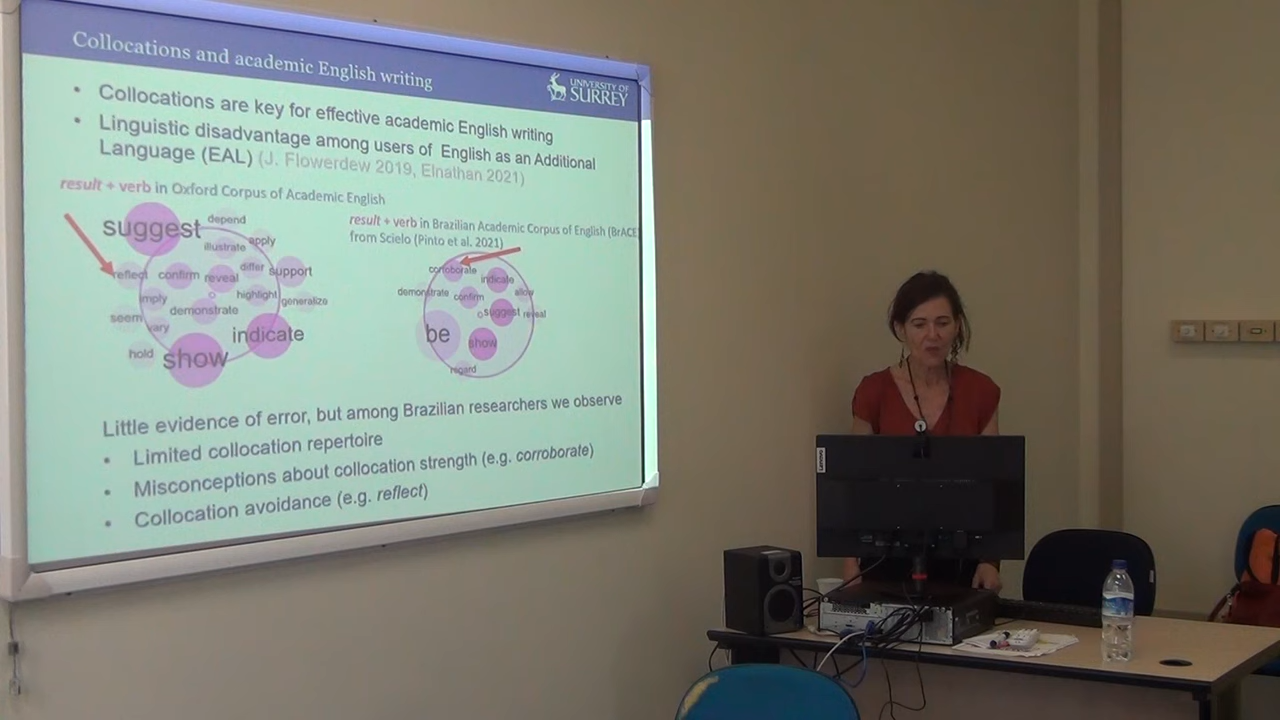 Collocations and academic English writing
UNIVERSITY OF
SURREY
• Collocations are key for effective academic English writing
• Linguistic disadvantage among users of English as an Additional
Language (EAL) (J. Flowerdew 2019, Elnathan 2021)
result + verb in Oxford Corpus of Academic English
suggest
depend
illustrate
apply
reflect
confirm
reveal
differ
support
imply
demonstrate
highlight
generalize
seem
vary
indicate
hold
show
result + verb in Brazilian Academic Corpus of English (BrACE)
from Scielo (Pinto et al. 2021)
corroborate
indicate
demonstrate
confirm
allow
suggest
reveal
be
show
regard
Little evidence of error, but among Brazilian researchers we observe
• Limited collocation repertoire
• Misconceptions about collocation strength (e.g. corroborate)
• Collocation avoidance (e.g. reflect)
Lenovo